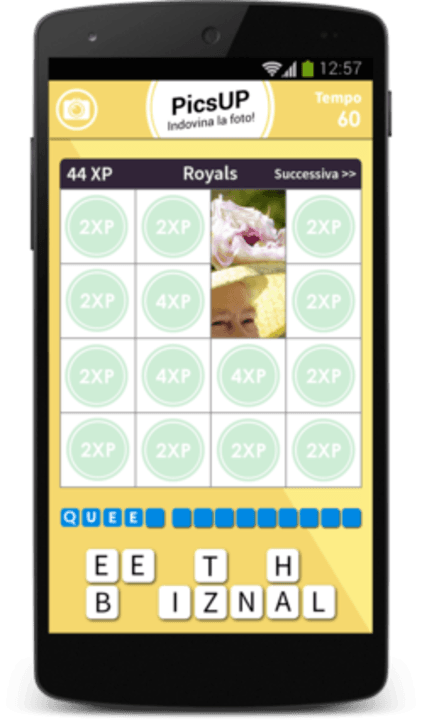 12:57
PicsUP
Indovina la foto!
Tempo
60
44 XP Royals Successiva >>
2XP 2XP 2XP
2XP 4XP 2XP
2XP 4XP 4XP 2XP
2XP 2XP 2XP 2XP
Q U E E
E E T H
B I Z N A L